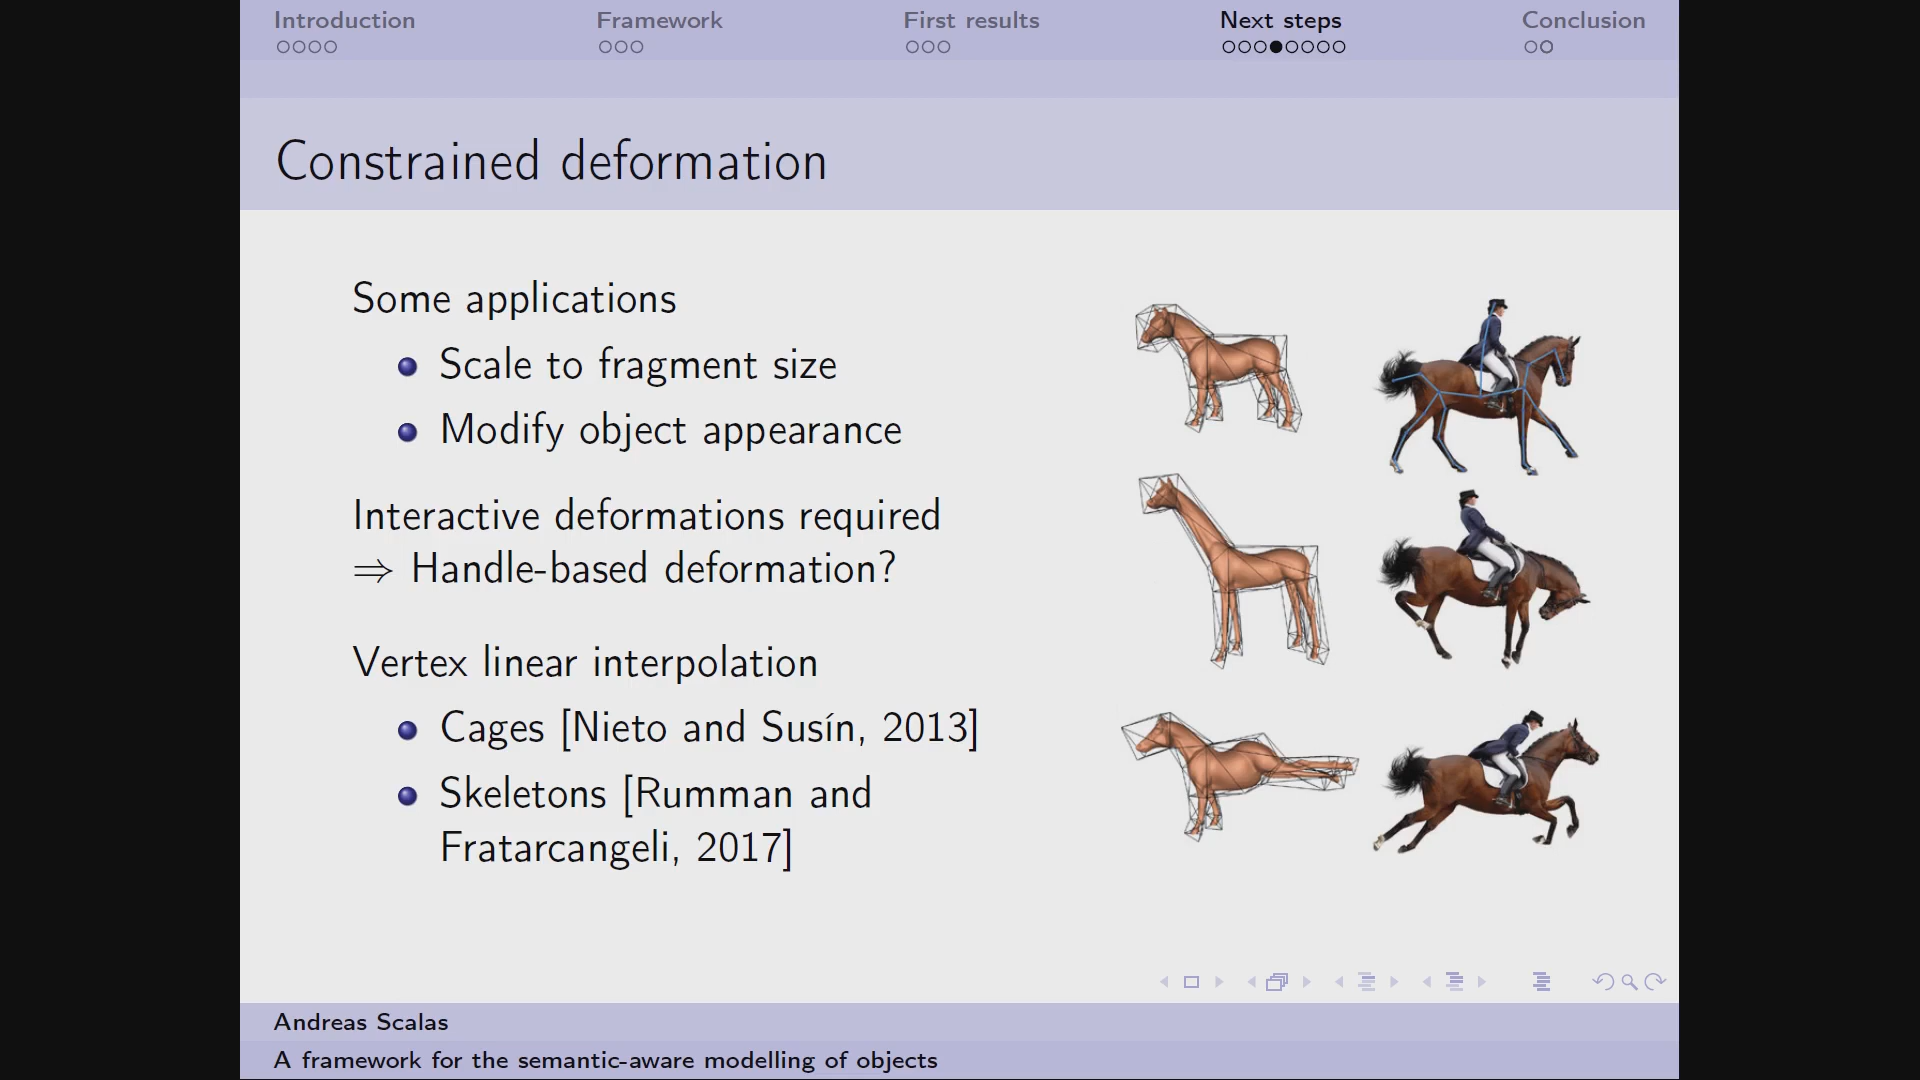 Introduction
Framework
First results
Next steps
Conclusion
Constrained deformation
Some applications
Scale to fragment size
Modify object appearance
Interactive deformations required
⇒ Handle-based deformation?
Vertex linear interpolation
Cages [Nieto and Susín, 2013]
Skeletons [Rumman and
Fratarcangeli, 2017]
Andreas Scalas
A framework for the semantic-aware modelling of objects